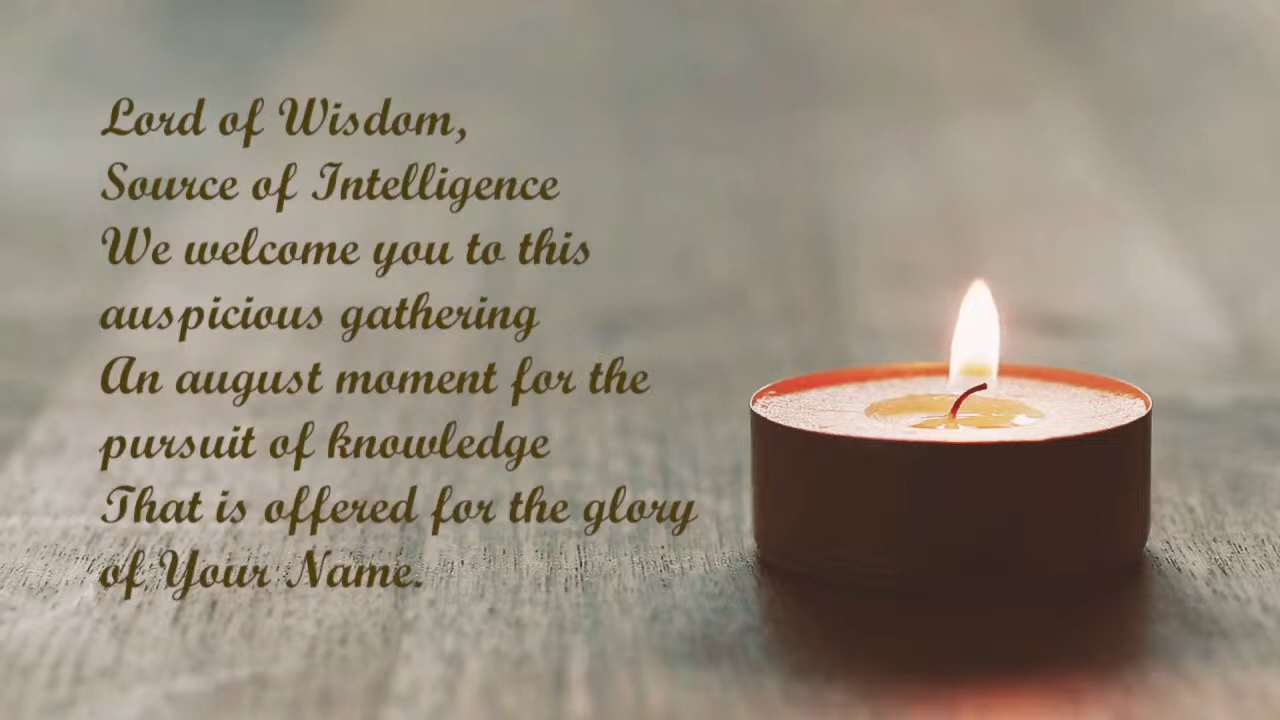 Lord of Wisdom,
Source of Intelligence
We welcome you to this
auspicious gathering
An august moment for the
pursuit of knowledge
That is offered for the glory
of Your Name.